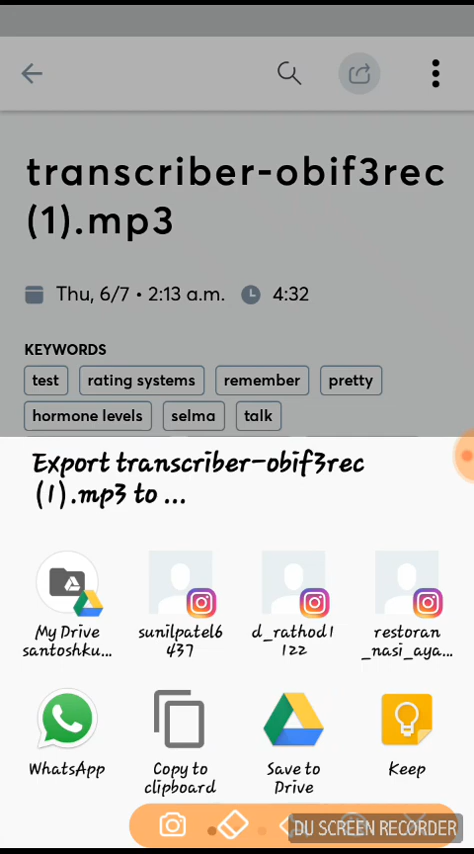 transcriber-obif3rec
(1).mp3
Thu, 6/7 • 2:13 a.m. 4:32
KEYWORDS
test rating systems remember pretty
hormone levels selma talk
Export transcriber-obif3rec
(1).mp3 to ...
My Drive
santoshku...
sunilpatel6
437
d_rathod1
122
restoran
_nasi_aya...
WhatsApp
Copy to
clipboard
Save to
Drive
Keep
DU SCREEN RECORDER